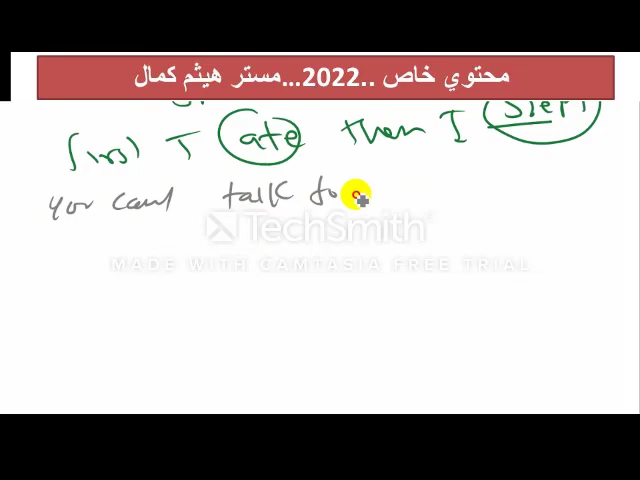 محتوي خاص ..2022...مستر هيثم كمال
first I ate then I slept
you can't talk to
TechSmith
MADE WITH CAMTASIA FREE TRIAL